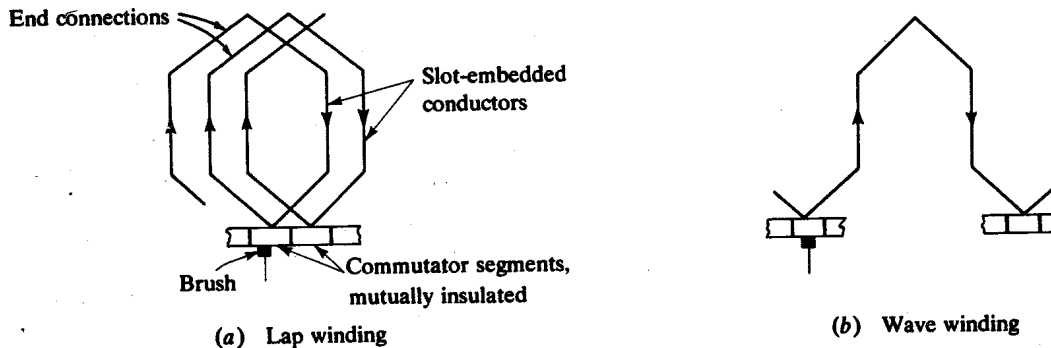 End connections
Slot-embedded
conductors
Brush
Commutator segments,
mutually insulated
(a) Lap winding
(b) Wave winding